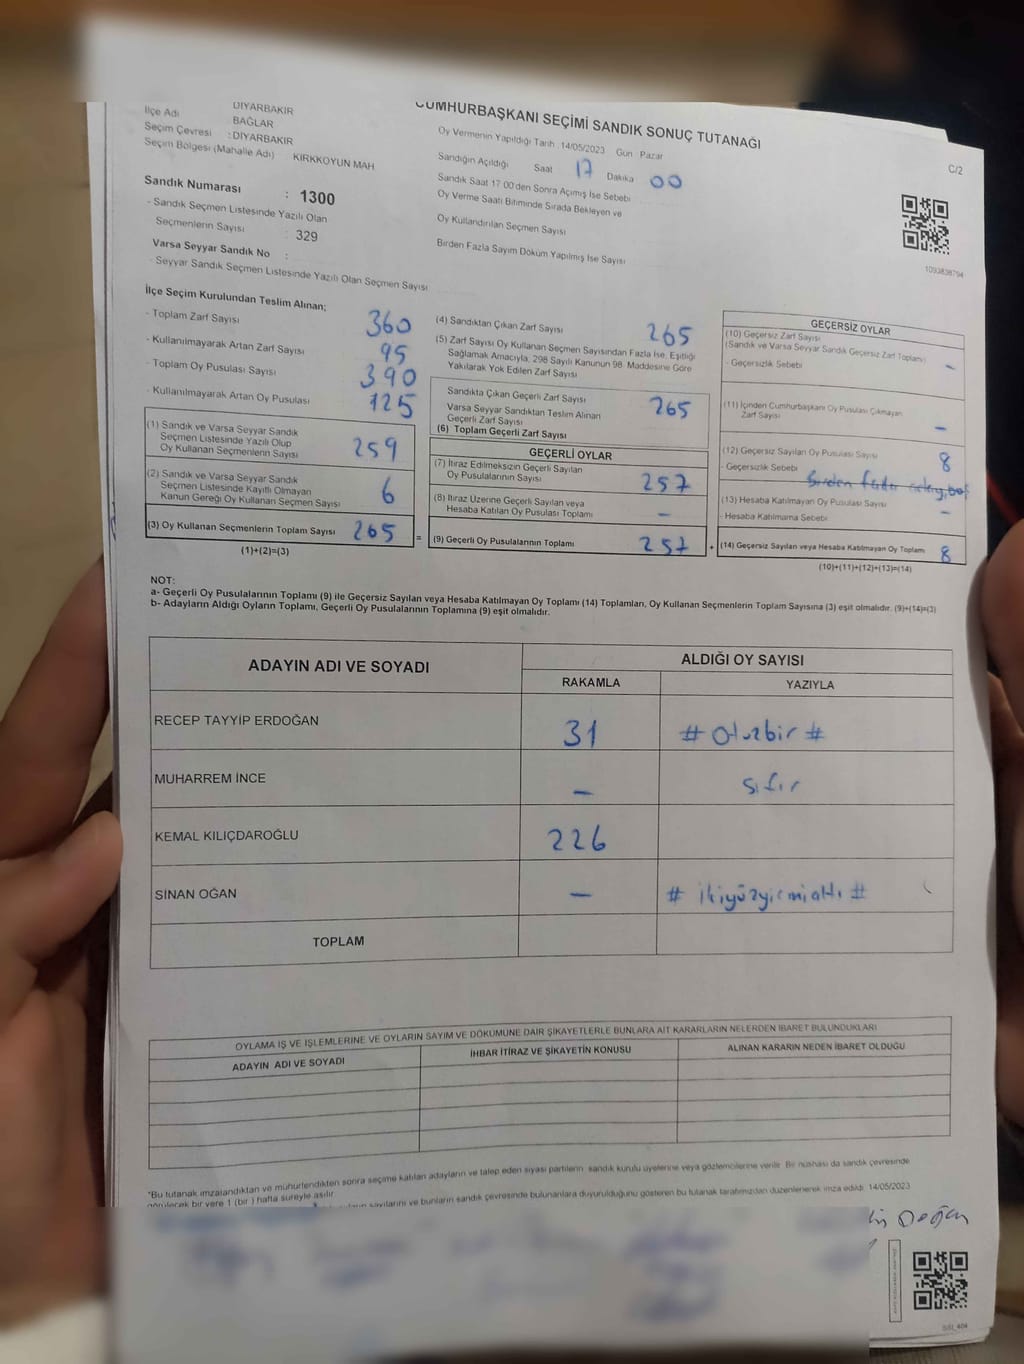 DİYARBAKIR
İlçe Adı BAĞLAR
Seçim Çevresi : DİYARBAKIR
Seçim Bölgesi (Mahalle Adı) KIRKKOYUN MAH
Sandık Numarası : 1300
- Sandık Seçmen Listesinde Yazılı Olan
Seçmenlerin Sayısı : 329
Varsa Seyyar Sandık No :
- Seyyar Sandık Seçmen Listesinde Yazılı Olan Seçmen Sayısı
CUMHURBAŞKANI SEÇİMİ SANDIK SONUÇ TUTANAĞI
Oy Vermenin Yapıldığı Tarih 14/05/2023 Gün Pazar
Sandığın Açıldığı Saat 17 Dakika 00
Sandık Saat 17 00'den Sonra Açımış İse Sebebi
Oy Verme Saati Bitiminde Sırada Bekleyen ve
Oy Kullandırılan Seçmen Sayısı
Birden Fazla Sayım Döküm Yapılmış İse Sayısı
C/2
1093838794
İlçe Seçim Kurulundan Teslim Alınan;
- Toplam Zarf Sayısı 360
- Kullanılmayarak Artan Zarf Sayısı 95
- Toplam Oy Pusulası Sayısı 390
- Kullanılmayarak Artan Oy Pusulası 125
(1) Sandık ve Varsa Seyyar Sandık
Seçmen Listesinde Yazılı Olup
Oy Kullanan Seçmenlerin Sayısı 259
(2) Sandık ve Varsa Seyyar Sandık
Seçmen Listesinde Kayıtlı Olmayan
Kanun Gereği Oy Kullanan Seçmen Sayısı 6
(3) Oy Kullanan Seçmenlerin Toplam Sayısı 265 =
(1)+(2)=(3)
(4) Sandıktan Çıkan Zarf Sayısı 265
(5) Zarf Sayısı Oy Kullanan Seçmen Sayısından Fazla İse, Eşitliği
Sağlamak Amacıyla, 298 Sayılı Kanunun 98. Maddesine Göre
Yakılarak Yok Edilen Zarf Sayısı
Sandıkta Çıkan Geçerli Zarf Sayısı 265
Varsa Seyyar Sandıktan Teslim Alınan
Geçerli Zarf Sayısı
(6) Toplam Geçerli Zarf Sayısı
GEÇERLİ OYLAR
(7) İtiraz Edilmeksizin Geçerli Sayılan
Oy Pusulalarının Sayısı 257
(8) İtiraz Üzerine Geçerli Sayılan veya
Hesaba Katılan Oy Pusulası Toplamı –
(9) Geçerli Oy Pusulalarının Toplamı 257 +
GEÇERSİZ OYLAR
(10) Geçersiz Zarf Sayısı
(Sandık ve Varsa Seyyar Sandık Geçersiz Zarf Toplamı)
- Geçersizlik Sebebi –
(11) İçinden Cumhurbaşkanı Oy Pusulası Çıkmayan
Zarf Sayısı –
(12) Geçersiz Sayılan Oy Pusulası Sayısı 8
- Geçersizlik Sebebi Birden fazla
(13) Hesaba Katılmayan Oy Pusulası Sayısı –
- Hesaba Katılmama Sebebi
(14) Geçersiz Sayılan veya Hesaba Katılmayan Oy Toplam 8
(10)+(11)+(12)+(13)=(14)
NOT:
a- Geçerli Oy Pusulalarının Toplamı (9) ile Geçersiz Sayılan veya Hesaba Katılmayan Oy Toplamı (14) Toplamları, Oy Kullanan Seçmenlerin Toplam Sayısına (3) eşit olmalıdır. (9)+(14)=(3)
b- Adayların Aldığı Oyların Toplamı, Geçerli Oy Pusulalarının Toplamına (9) eşit olmalıdır.
ADAYIN ADI VE SOYADI ALDIĞI OY SAYISI
RAKAMLA YAZIYLA
RECEP TAYYİP ERDOĞAN 31 # Otuzbir #
MUHARREM İNCE – sıfır
KEMAL KILIÇDAROĞLU 226
SİNAN OĞAN – # ikiyüzyirmialtı #
TOPLAM
OYLAMA İŞ VE İŞLEMLERİNE VE OYLARIN SAYIM VE DÖKÜMÜNE DAİR ŞİKAYETLERLE BUNLARA AİT KARARLARIN NELERDEN İBARET BULUNDUKLARI
ADAYIN ADI VE SOYADI İHBAR İTİRAZ VE ŞİKAYETİN KONUSU ALINAN KARARIN NEDEN İBARET OLDUĞU
*Bu tutanak imzalandıktan ve mühürlendikten sonra seçime katılan adayların ve talep eden siyasi partilerin sandık kurulu üyelerine veya gözlemcilerine verilir. Bir nüshası da sandık çevresinde
görülecek bir yere 1 (bir ) hafta süreyle asılır.
sayılarını ve bunların sandık çevresinde bulunanlara duyurulduğunu gösteren bu tutanak tarafımızdan düzenlenerek imza edildi. 14/05/2023
Doğan